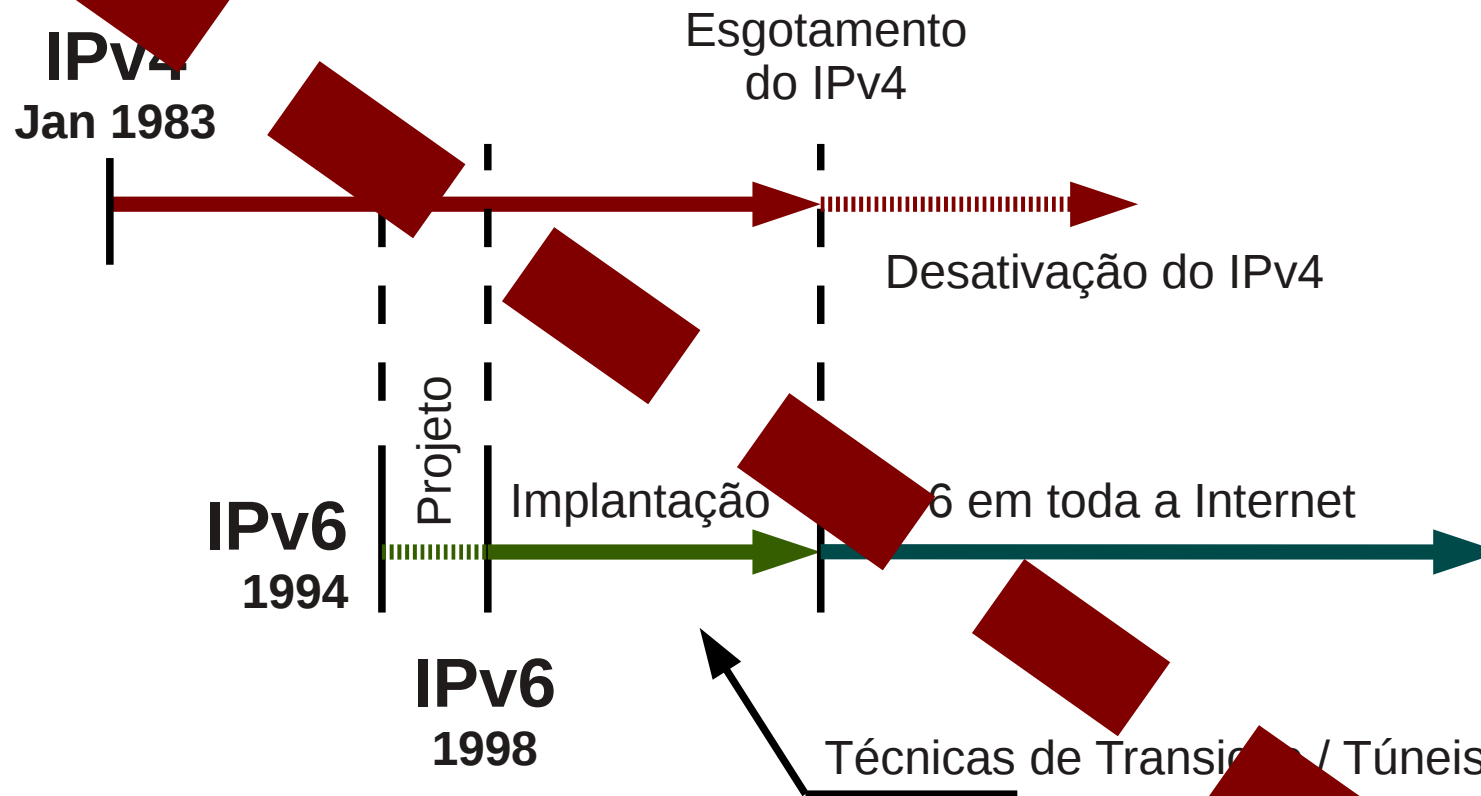 IPv4
Jan 1983
Esgotamento
do IPv4
Desativação do IPv4
Projeto
Implantação
6 em toda a Internet
IPv6
1994
IPv6
1998
Técnicas de / Túneis